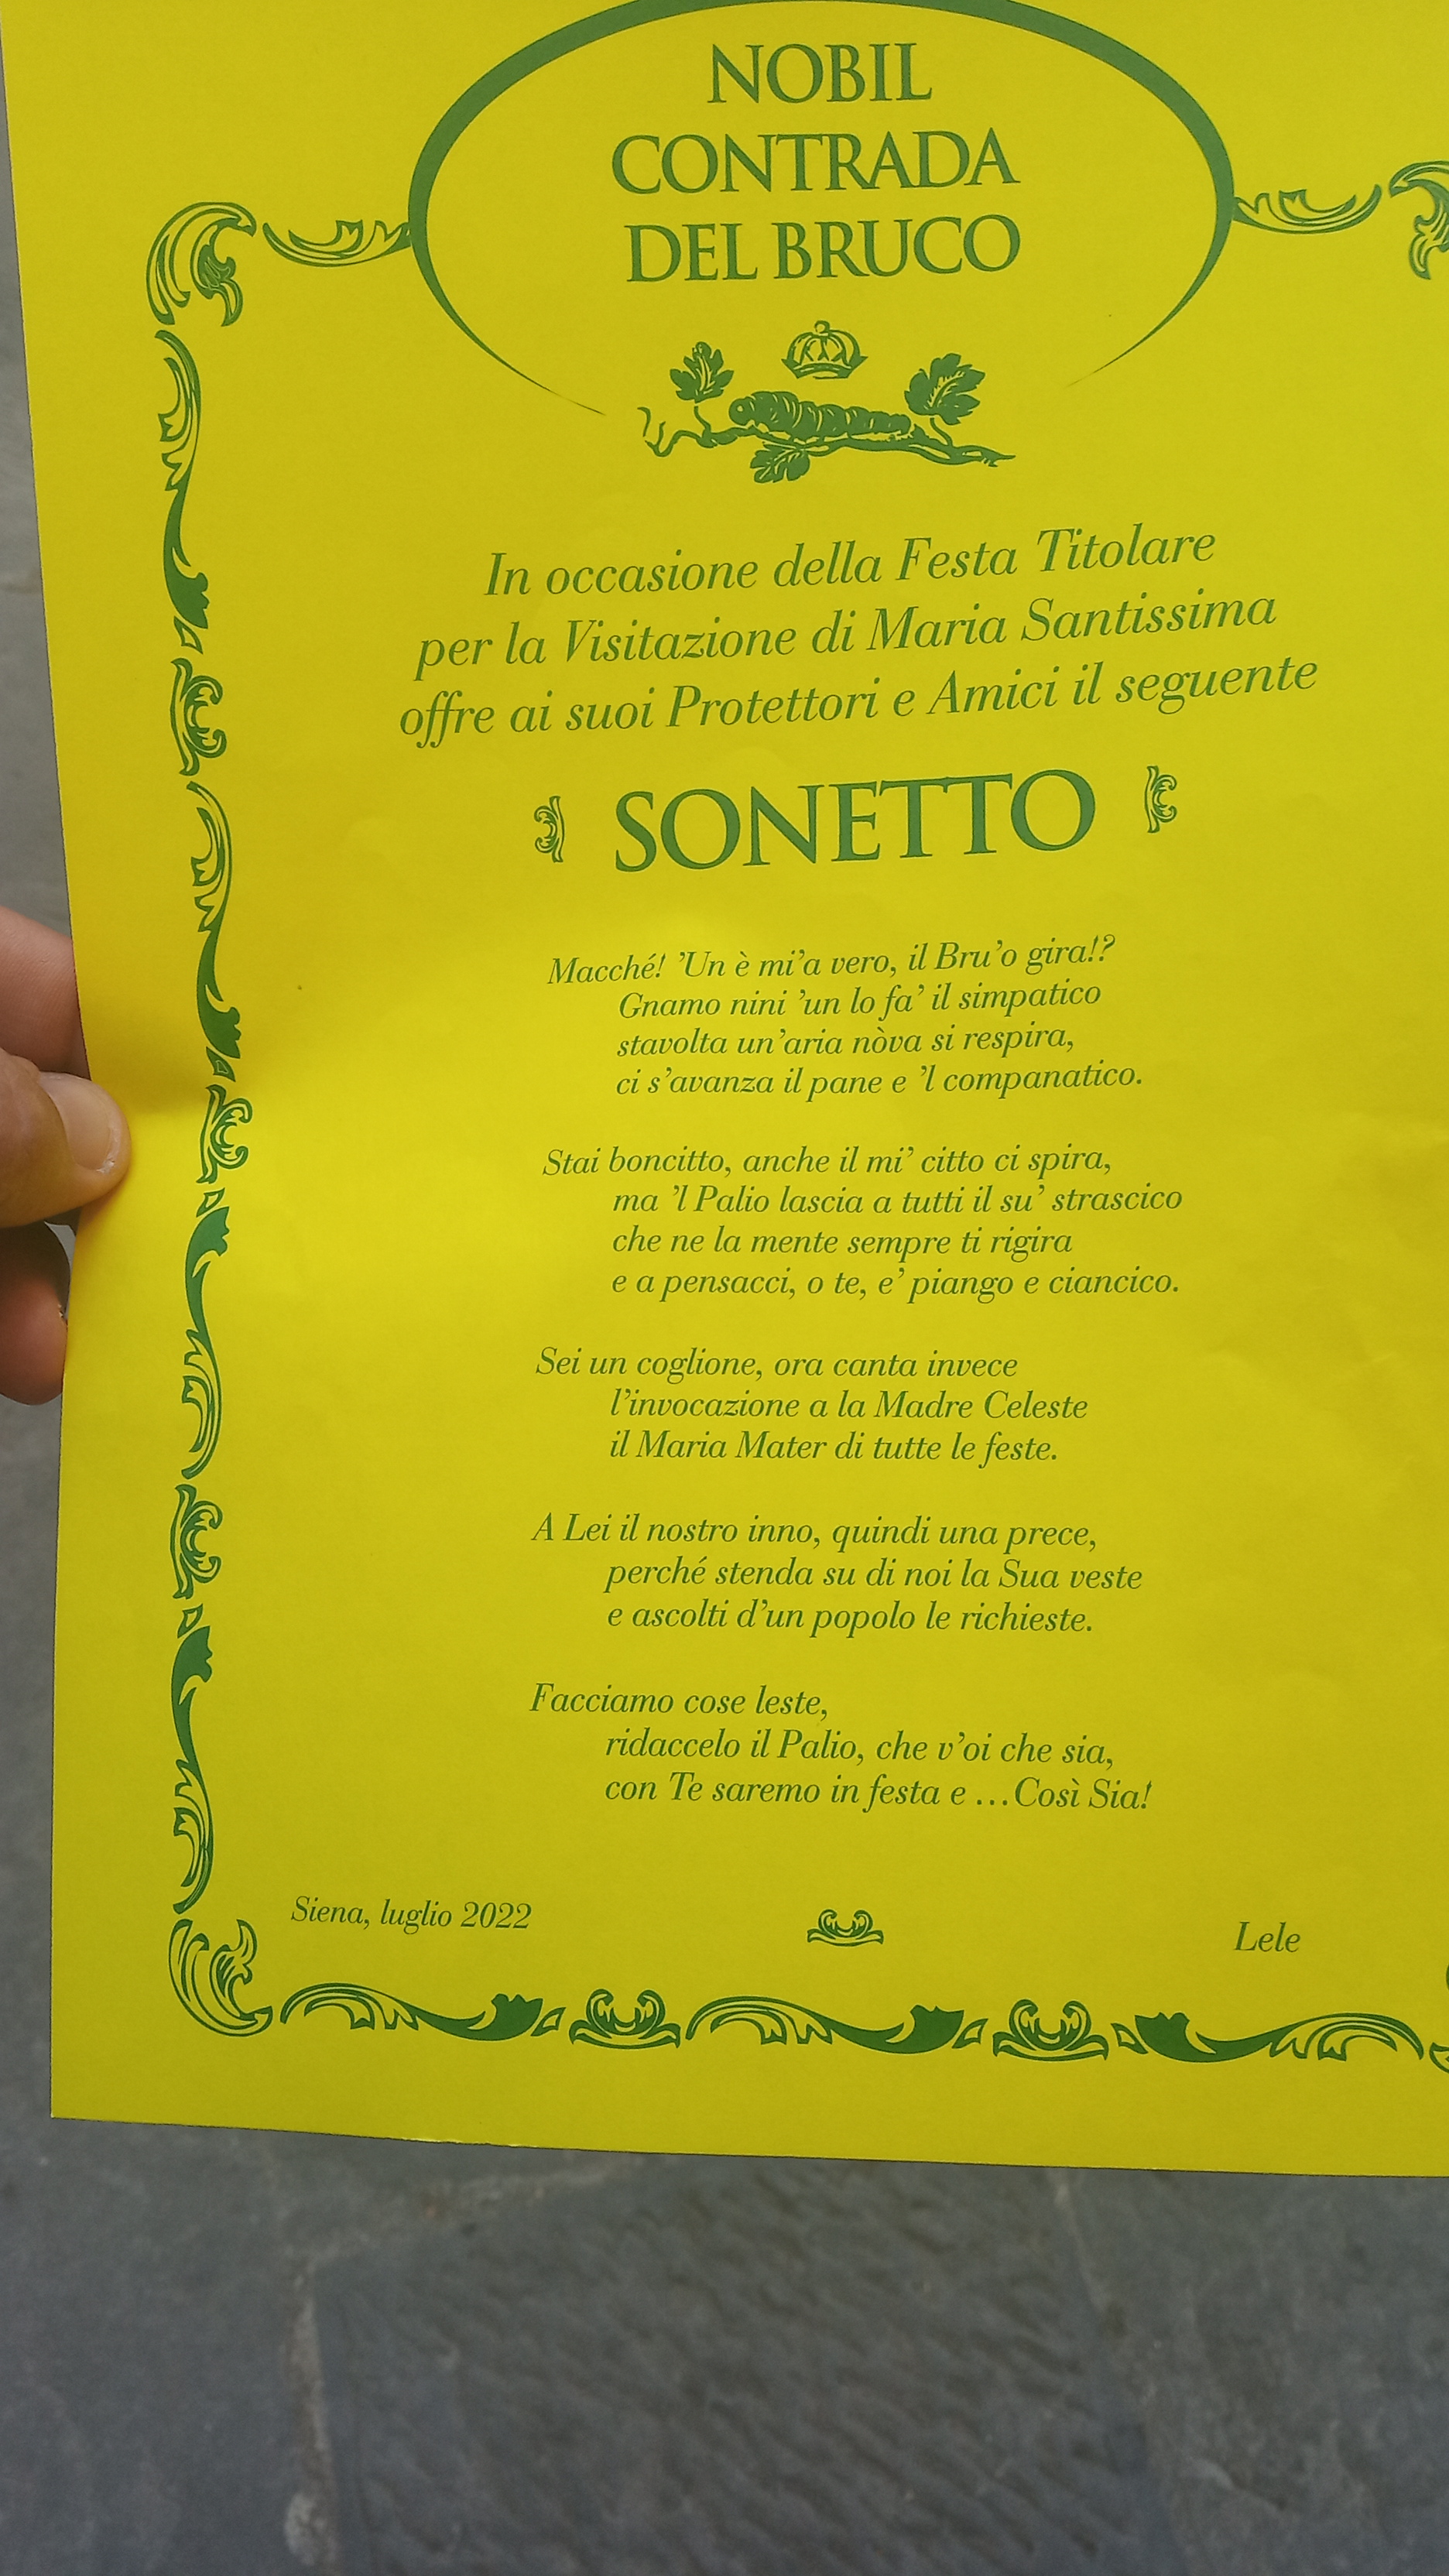 NOBIL
CONTRADA
DEL BRUCO
In occasione della Festa Titolare
per la Visitazione di Maria Santissima
offre ai suoi Protettori e Amici il seguente
SONETTO
Macché! 'Un è mi'a vero, il Bru'o gira!?
Gnamo nini 'un lo fa' il simpatico
stavolta un'aria nòva si respira,
ci s'avanza il pane e 'l companatico.
Stai boncitto, anche il mi' citto ci spira,
ma 'l Palio lascia a tutti il su' strascico
che ne la mente sempre ti rigira
e a pensacci, o te, e' piango e ciancico.
Sei un coglione, ora canta invece
l'invocazione a la Madre Celeste
il Maria Mater di tutte le feste.
A Lei il nostro inno, quindi una prece,
perché stenda su di noi la Sua veste
e ascolti d'un popolo le richieste.
Facciamo cose leste,
ridaccelo il Palio, che v'oi che sia,
con Te saremo in festa e ...Così Sia!
Siena, luglio 2022
Lele